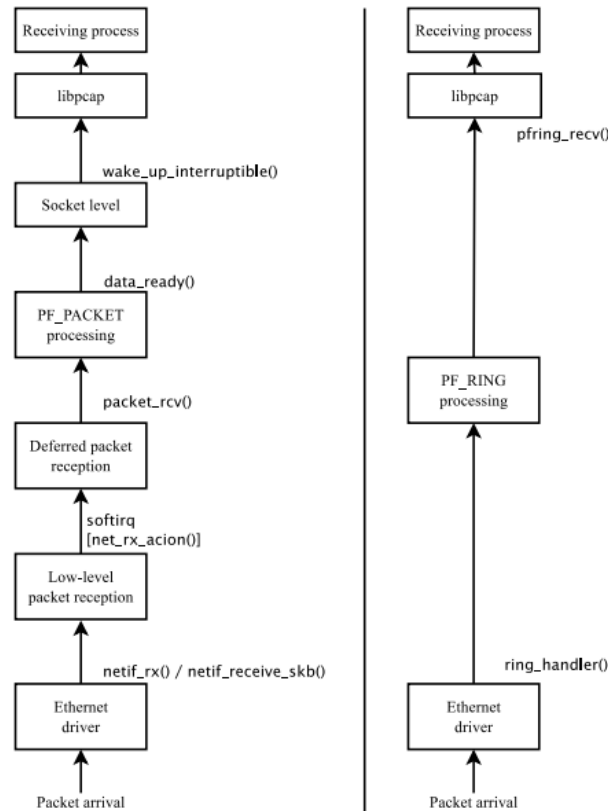 Receiving process
libpcap
wake_up_interruptible()
Socket level
data_ready()
PF_PACKET
processing
packet_rcv()
Deferred packet
reception
softirq
[net_rx_acion()]
Low-level
packet reception
netif_rx() / netif_receive_skb()
Ethernet
driver
Packet arrival
Receiving process
libpcap
pfring_recv()
PF_RING
processing
ring_handler()
Ethernet
driver
Packet arrival